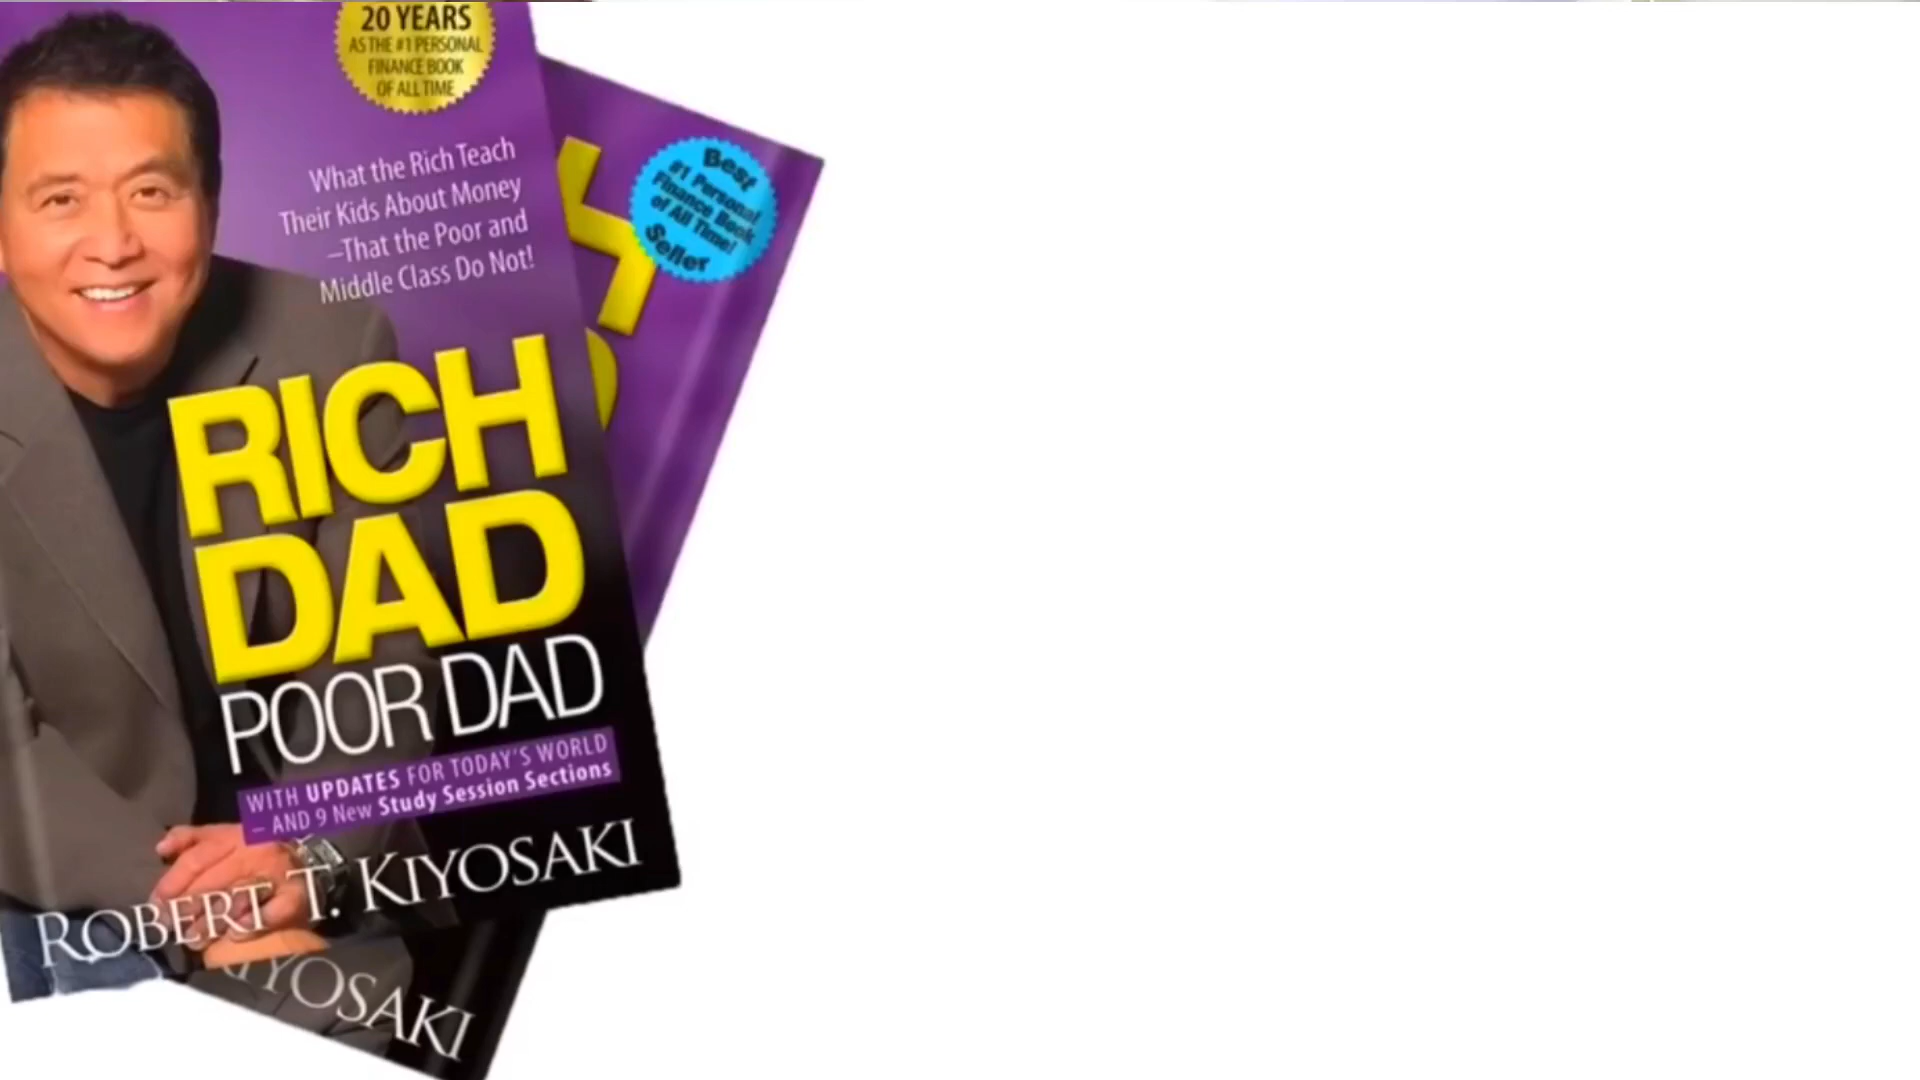 20 YEARS
AS THE #1 PERSONAL
FINANCE BOOK
OF ALL TIME
What the Rich Teach
Their Kids About Money
–That the Poor and
Middle Class Do Not!
RICH
DAD
POOR DAD
WITH UPDATES FOR TODAY'S WORLD
– AND 9 New Study Session Sections
ROBERT T. KIYOSAKI
Best
#1 Personal
Finance Book
of All Time!
Seller
IYOSAKI